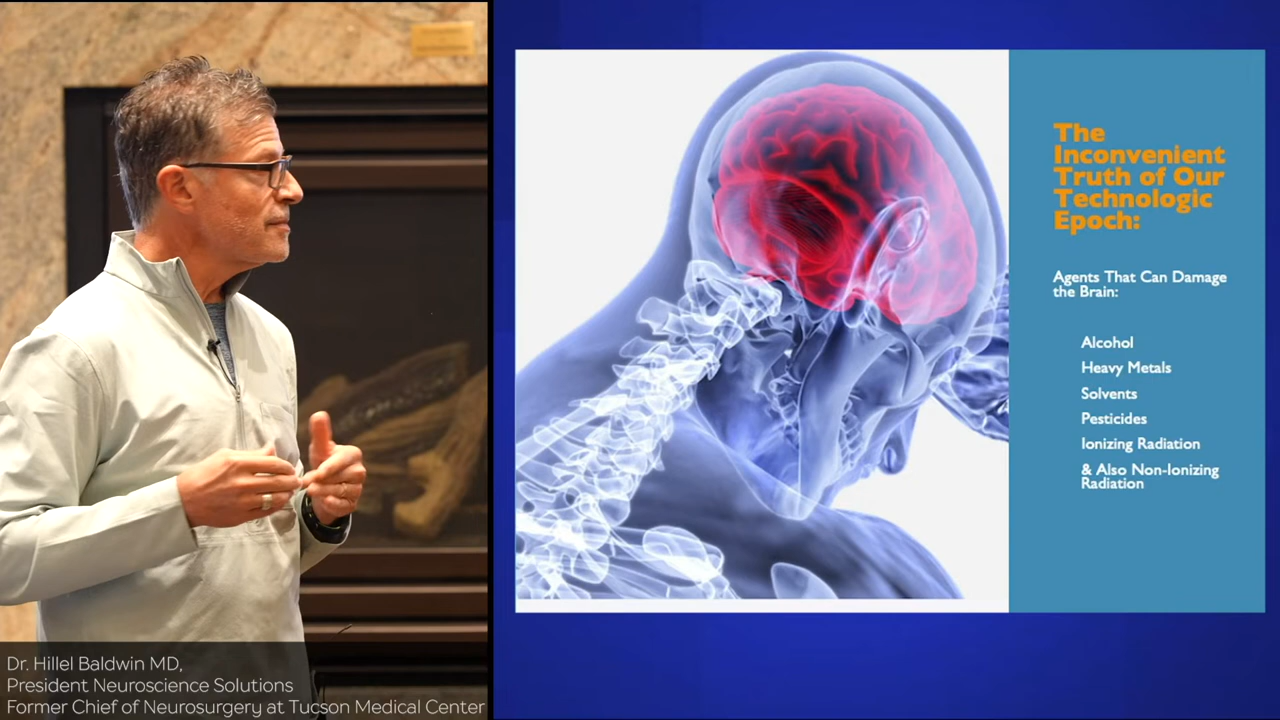 Dr. Hillel Baldwin MD,
President Neuroscience Solutions
Former Chief of Neurosurgery at Tucson Medical Center
The
Inconvenient
Truth of Our
Technologic
Epoch:
Agents That Can Damage
the Brain:
Alcohol
Heavy Metals
Solvents
Pesticides
Ionizing Radiation
& Also Non-Ionizing
Radiation